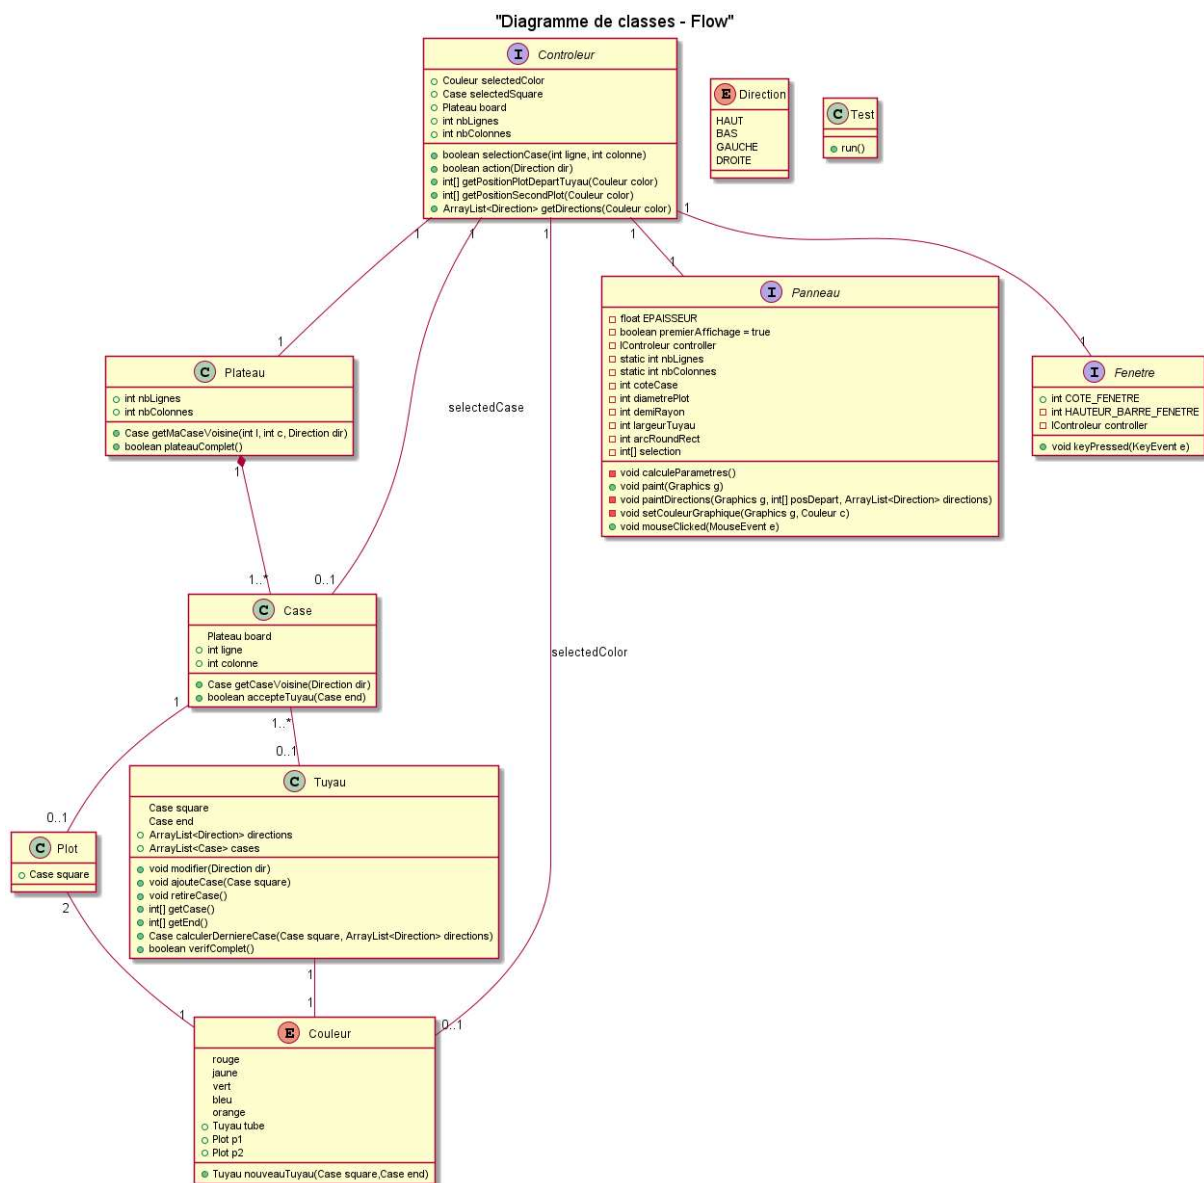 "Diagramme de classes - Flow"
I Controleur
Couleur selectedColor
Case selectedSquare
Plateau board
int nbLignes
int nbColonnes
boolean selectionCase(int ligne, int colonne)
boolean action(Direction dir)
int[] getPositionPlotDepartTuyau(Couleur color)
int[] getPositionSecondPlot(Couleur color)
ArrayList<Direction> getDirections(Couleur color)
E Direction
HAUT
BAS
GAUCHE
DROITE
C Test
run()
1
1
1
1
1
1
1
1
I Panneau
float EPAISSEUR
boolean premierAffichage = true
IControleur controller
static int nbLignes
static int nbColonnes
int coteCase
int diametrePlot
int demiRayon
int largeurTuyau
int arcRoundRect
int[] selection
void calculeParametres()
void paint(Graphics g)
void paintDirections(Graphics g, int[] posDepart, ArrayList<Direction> directions)
void setCouleurGraphique(Graphics g, Couleur c)
void mouseClicked(MouseEvent e)
I Fenetre
int COTE_FENETRE
int HAUTEUR_BARRE_FENETRE
IControleur controller
void keyPressed(KeyEvent e)
C Plateau
int nbLignes
int nbColonnes
Case getMaCaseVoisine(int l, int c, Direction dir)
boolean plateauComplet()
selectedCase
1
1..*
0..1
C Case
Plateau board
int ligne
int colonne
Case getCaseVoisine(Direction dir)
boolean accepteTuyau(Case end)
selectedColor
1
1..*
0..1
0..1
C Tuyau
Case square
Case end
ArrayList<Direction> directions
ArrayList<Case> cases
void modifier(Direction dir)
void ajouteCase(Case square)
void retireCase()
int[] getCase()
int[] getEnd()
Case calculerDerniereCase(Case square, ArrayList<Direction> directions)
boolean verifComplet()
C Plot
Case square
2
1
1
1
0..1
E Couleur
rouge
jaune
vert
bleu
orange
Tuyau tube
Plot p1
Plot p2
Tuyau nouveauTuyau(Case square,Case end)